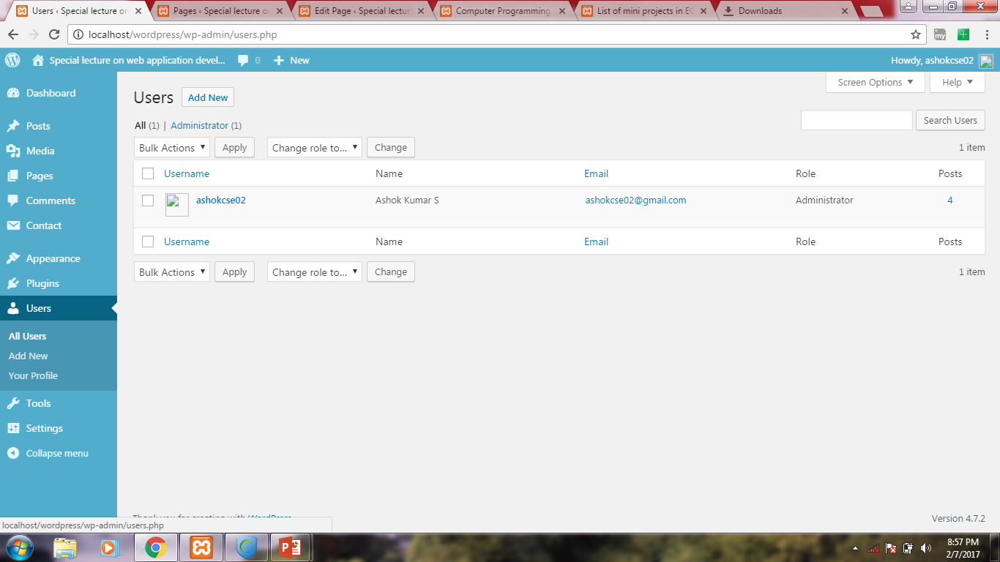 Users ‹ Special lecture on
Pages ‹ Special lecture o
Edit Page ‹ Special lectur
Computer Programming
List of mini projects in EC
Downloads
localhost/wordpress/wp-admin/users.php
my
Special lecture on web application devel... 0 New
Howdy, ashokcse02
Screen Options Help
Dashboard
Posts
Media
Pages
Comments
Contact
Appearance
Plugins
Users
All Users
Add New
Your Profile
Tools
Settings
Collapse menu
Users Add New
All (1) | Administrator (1)
Search Users
Bulk Actions Apply Change role to... Change 1 item
Username Name Email Role Posts
ashokcse02 Ashok Kumar S ashokcse02@gmail.com Administrator 4
Username Name Email Role Posts
Bulk Actions Apply Change role to... Change 1 item
Thank you for creating with WordPress.
Version 4.7.2
localhost/wordpress/wp-admin/users.php
8:57 PM
2/7/2017